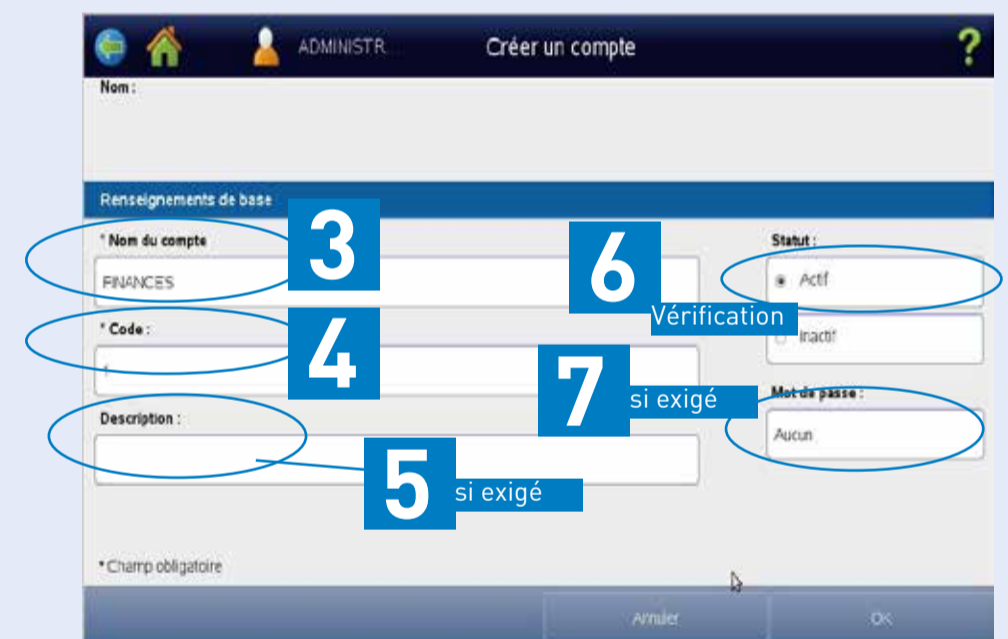 ADMINISTR... Créer un compte ?
Nom :
Renseignements de base
* Nom du compte
3
FINANCES
* Code :
4
1
Description :
5
si exigé
6
Vérification
7
si exigé
Statut :
Actif
Inactif
Mot de passe :
Aucun
* Champ obligatoire
Annuler OK